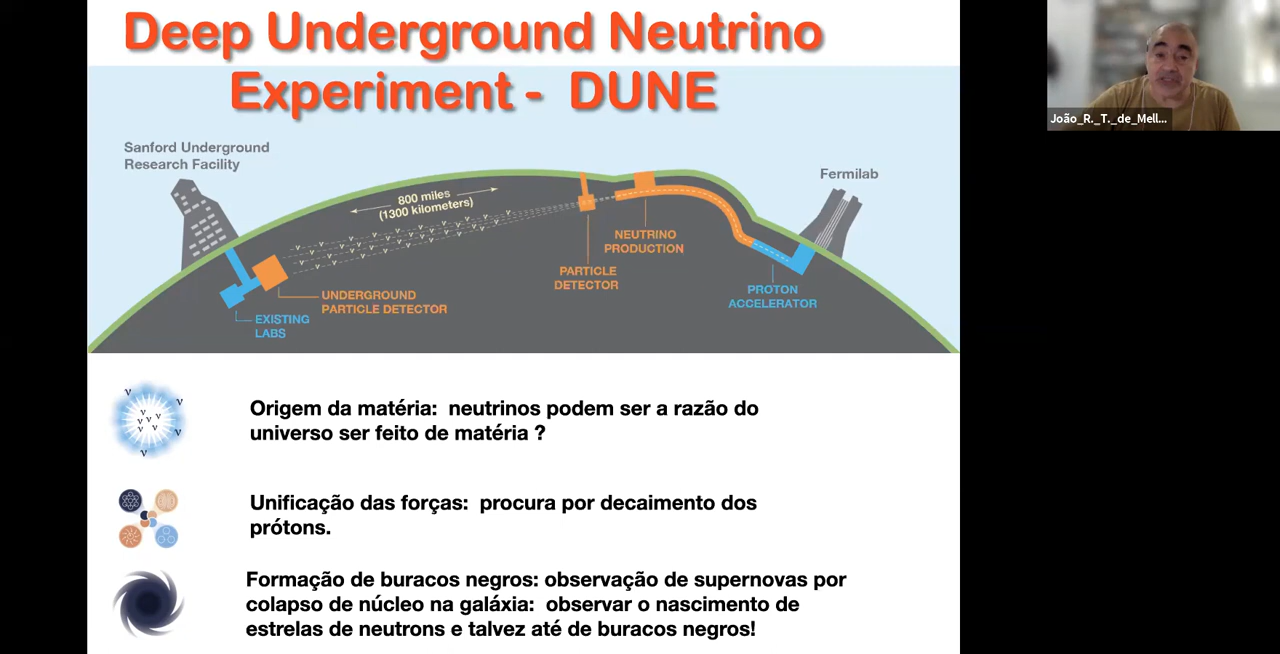 Deep Underground Neutrino
Experiment - DUNE
João_R._T._de_Mell...
Sanford Underground
Research Facility
Fermilab
800 miles
(1300 kilometers)
NEUTRINO
PRODUCTION
PARTICLE
DETECTOR
PROTON
ACCELERATOR
UNDERGROUND
PARTICLE DETECTOR
EXISTING
LABS
Origem da matéria: neutrinos podem ser a razão do
universo ser feito de matéria ?
Unificação das forças: procura por decaimento dos
prótons.
Formação de buracos negros: observação de supernovas por
colapso de núcleo na galáxia: observar o nascimento de
estrelas de neutrons e talvez até de buracos negros!